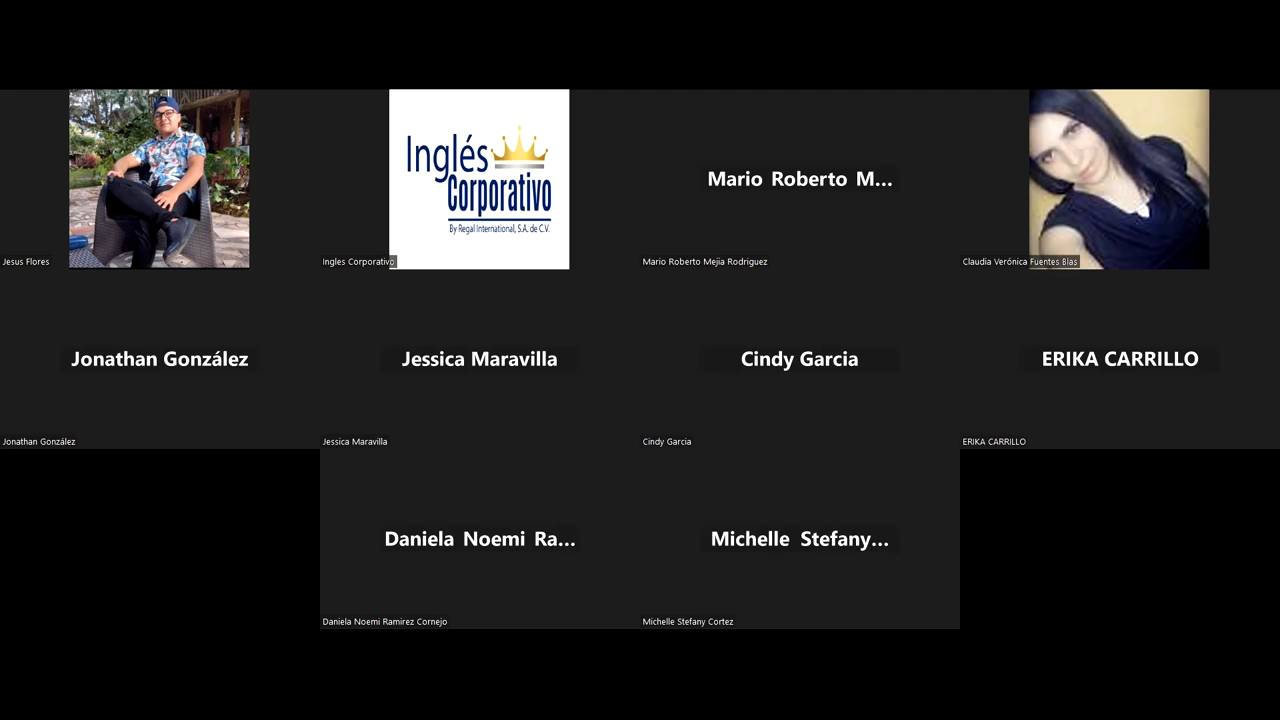 Inglés
Corporativo
By Regal International, S.A. de C.V.
Mario Roberto M...
Jesus Flores
Ingles Corporativo
Mario Roberto Mejia Rodriguez
Claudia Verónica Fuentes Blas
Jonathan González
Jessica Maravilla
Cindy Garcia
ERIKA CARRILLO
Jonathan González
Jessica Maravilla
Cindy Garcia
ERIKA CARRILLO
Daniela Noemi Ra...
Michelle Stefany...
Daniela Noemi Ramirez Cornejo
Michelle Stefany Cortez